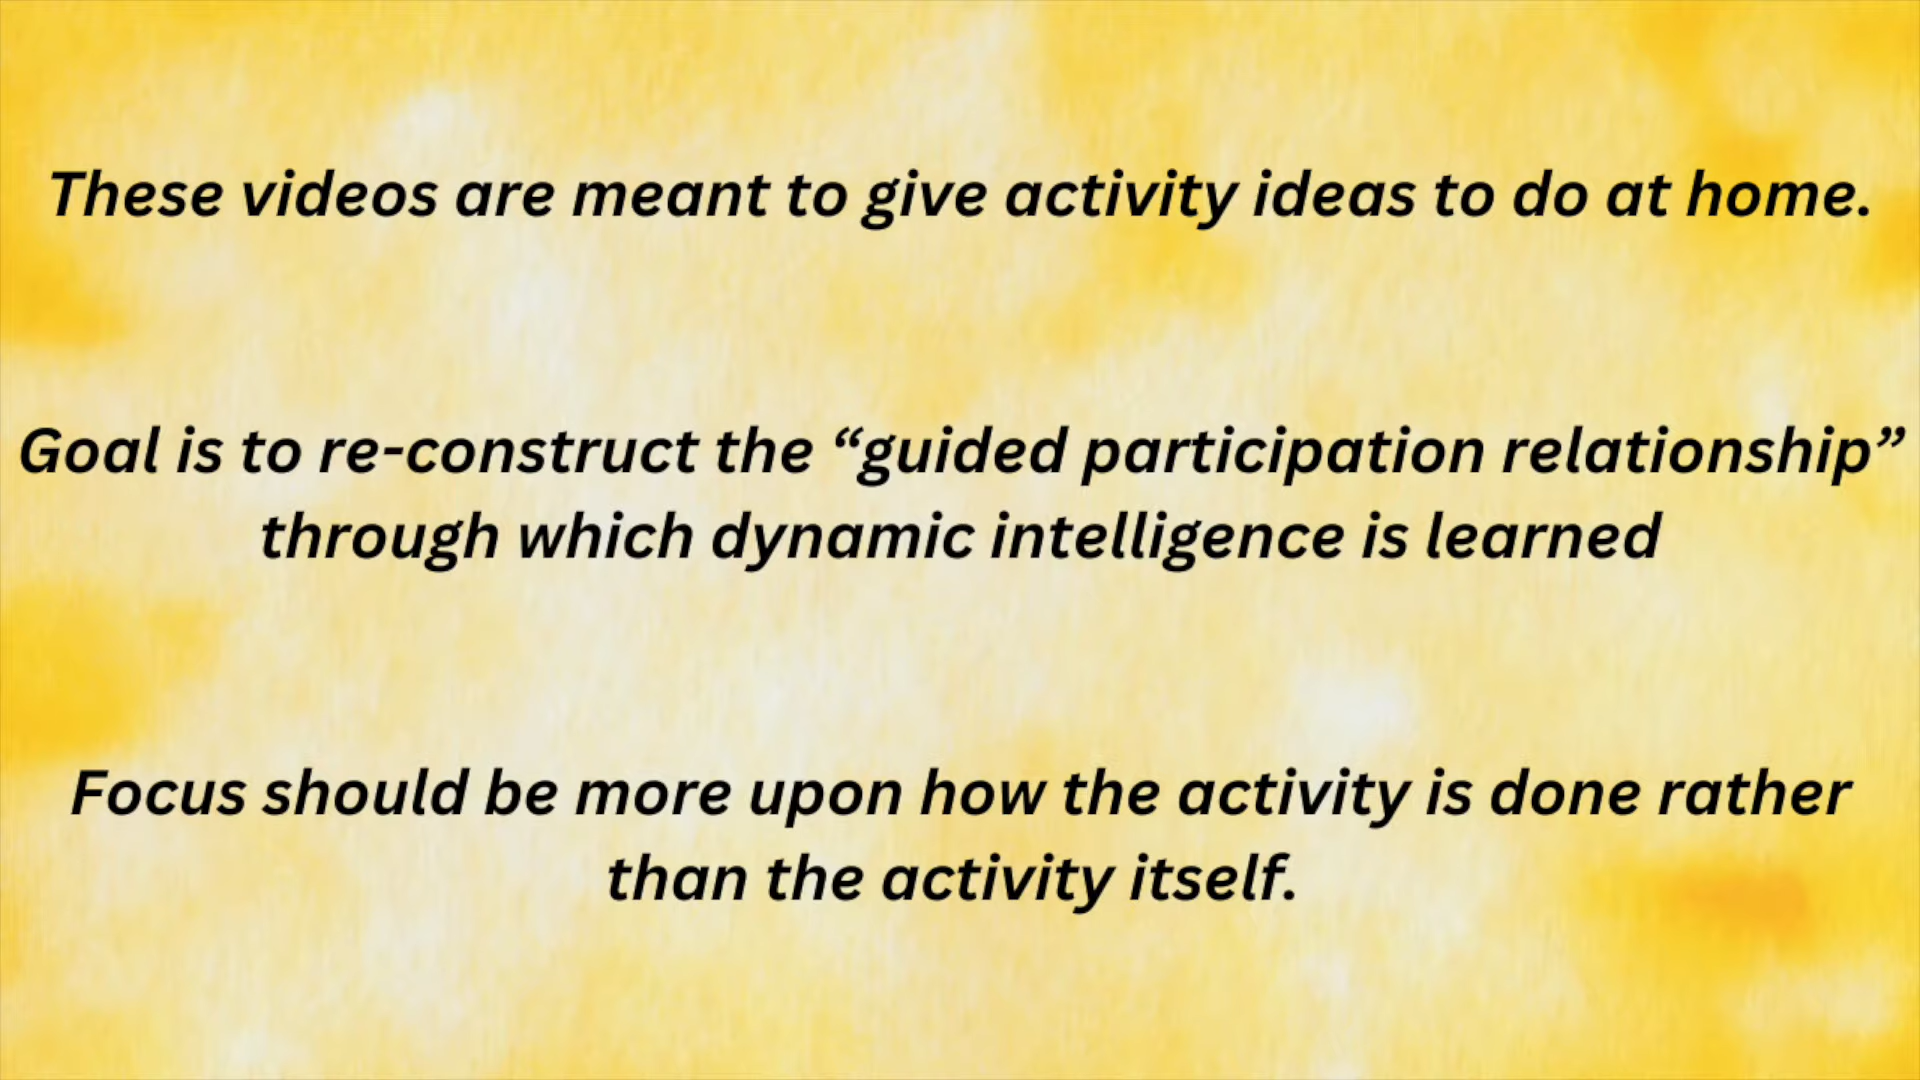 These videos are meant to give activity ideas to do at home.
Goal is to re-construct the “guided participation relationship”
through which dynamic intelligence is learned
Focus should be more upon how the activity is done rather
than the activity itself.